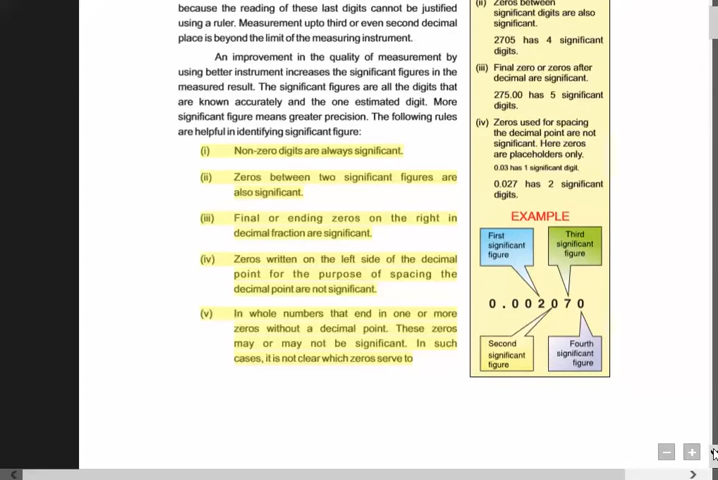 because the reading of these last digits cannot be justified
using a ruler. Measurement upto third or even second decimal
place is beyond the limit of the measuring instrument.
An improvement in the quality of measurement by
using better instrument increases the significant figures in the
measured result. The significant figures are all the digits that
are known accurately and the one estimated digit. More
significant figure means greater precision. The following rules
are helpful in identifying significant figure:
(i) Non-zero digits are always significant.
(ii) Zeros between two significant figures are
also significant.
(iii) Final or ending zeros on the right in
decimal fraction are significant.
(iv) Zeros written on the left side of the decimal
point for the purpose of spacing the
decimal point are not significant.
(v) In whole numbers that end in one or more
zeros without a decimal point. These zeros
may or may not be significant. In such
cases, it is not clear which zeros serve to
(ii) Zeros between
significant digits are also
significant.
2705 has 4 significant
digits.
(iii) Final zero or zeros after
decimal are significant.
275.00 has 5 significant
digits.
(iv) Zeros used for spacing
the decimal point are not
significant. Here zeros
are placeholders only.
0.03 has 1 significant digit.
0.027 has 2 significant
digits.
EXAMPLE
First
significant
figure
Third
significant
figure
0.002070
Second
significant
figure
Fourth
significant
figure